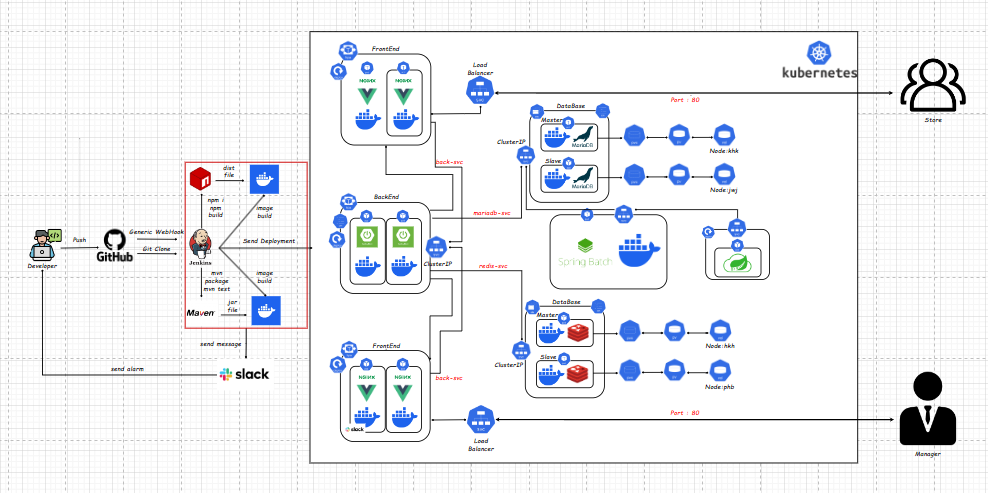 FrontEnd
NGINX
NGINX
Load
Balancer
kubernetes
Port : 80
Store
DataBase
Master
MariaDB
ClusterIP
Node:khk
Slave
MariaDB
Node:jwj
back-svc
dist
file
npm i
npm
build
image
build
Generic WebHook
Push
GitHub
Git Clone
Jenkins
Send Deployment
Developer
mvn
package
mvn test
image
build
Maven
jar
file
send message
send alarm
slack
BackEnd
mariadb-svc
ClusterIP
redis-svc
Spring Batch
DataBase
Master
ClusterIP
Node:hkh
Slave
Node:phb
FrontEnd
NGINX
NGINX
slack
back-svc
Load
Balancer
Port : 80
Manager